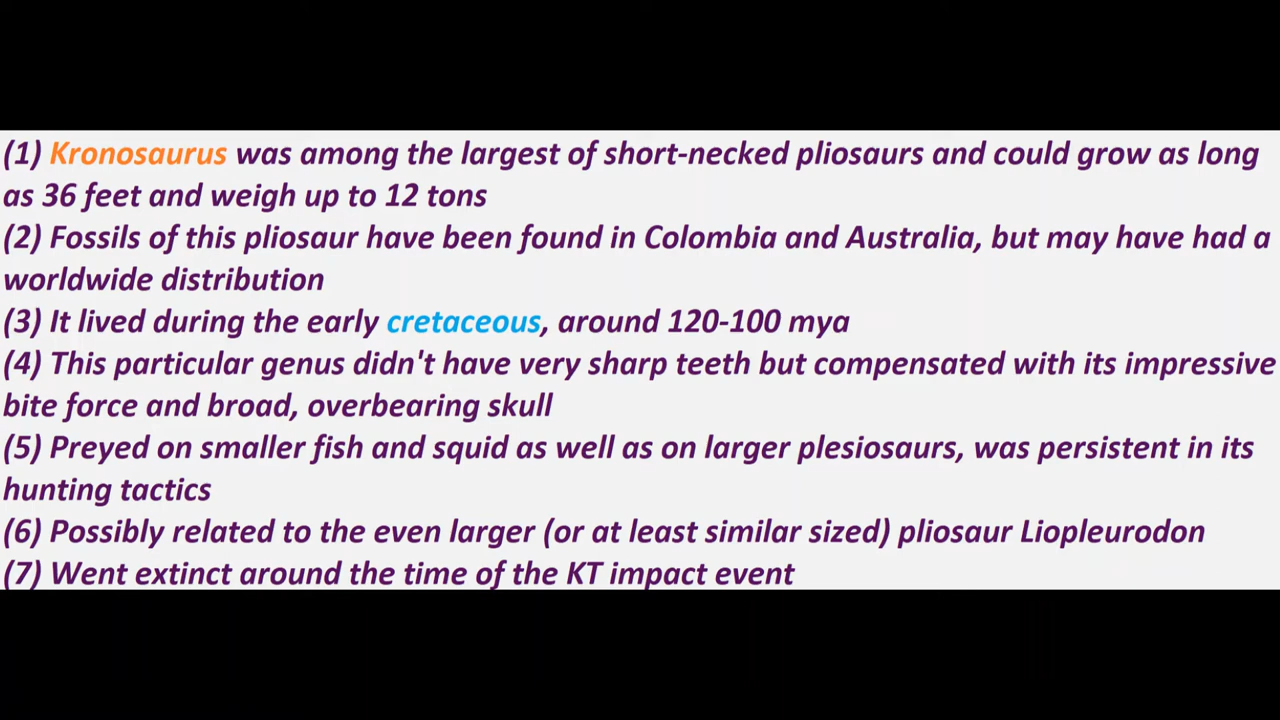 (1) Kronosaurus was among the largest of short-necked pliosaurs and could grow as long
as 36 feet and weigh up to 12 tons
(2) Fossils of this pliosaur have been found in Colombia and Australia, but may have had a
worldwide distribution
(3) It lived during the early cretaceous, around 120-100 mya
(4) This particular genus didn't have very sharp teeth but compensated with its impressive
bite force and broad, overbearing skull
(5) Preyed on smaller fish and squid as well as on larger plesiosaurs, was persistent in its
hunting tactics
(6) Possibly related to the even larger (or at least similar sized) pliosaur Liopleurodon
(7) Went extinct around the time of the KT impact event